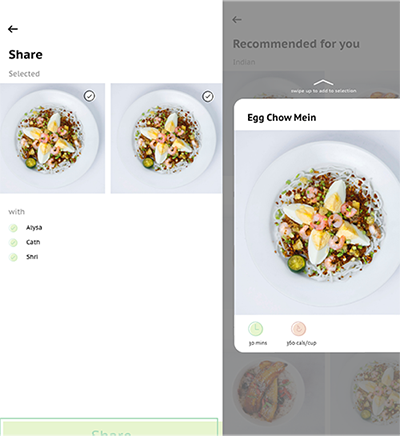 Share
Selected
with
Alysa
Cath
Shri
Share
Recommended for you
Indian
swipe up to add to selection
Egg Chow Mein
30 mins
360 cals/cup